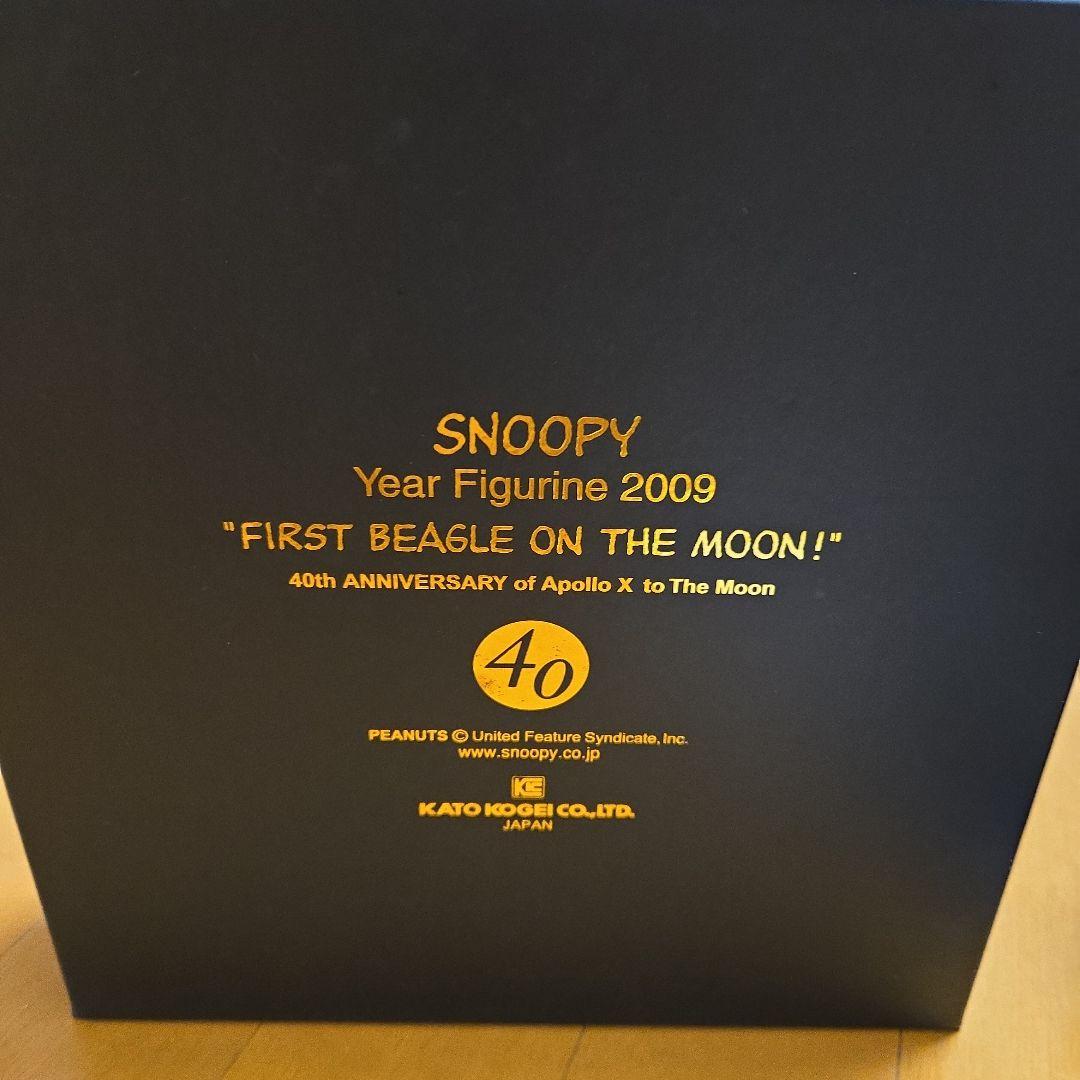 SNOOPY
Year Figurine 2009
"FIRST BEAGLE ON THE MOON!"
40th ANNIVERSARY of Apollo X to The Moon
40
PEANUTS © United Feature Syndicate, Inc.
www.snoopy.co.jp
KATO KOGEI CO., LTD.
JAPAN